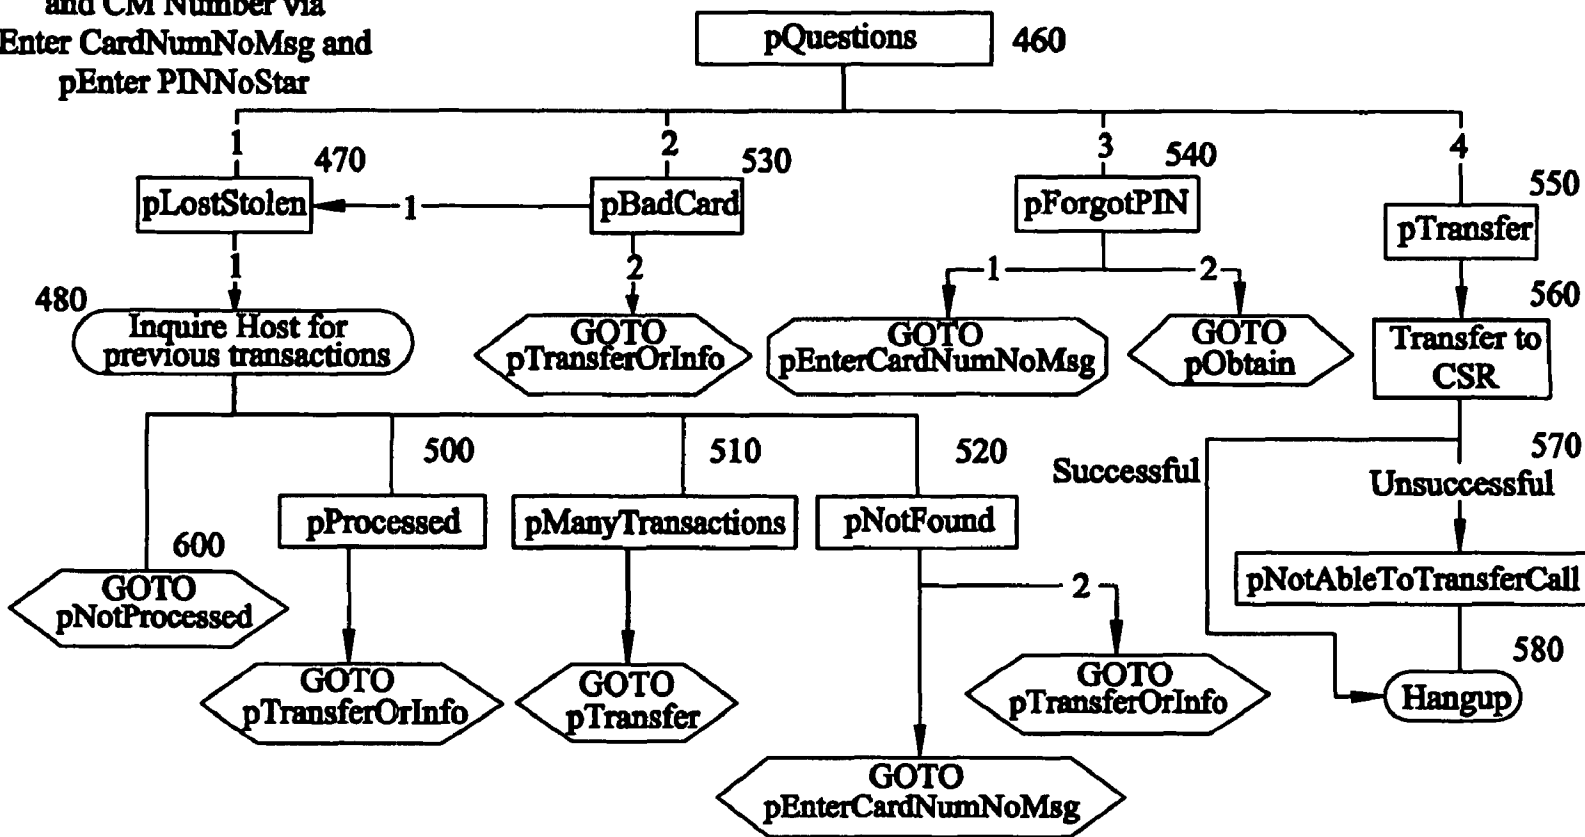 and CM Number via
Enter CardNumNoMsg and
pEnter PINNoStar
pQuestions
460
1
2
3
4
470
530
540
550
pLostStolen
1
pBadCard
pForgotPIN
pTransfer
1
2
1
2
480
560
Inquire Host for
previous transactions
GOTO
pTransferOrInfo
GOTO
pEnterCardNumNoMsg
GOTO
pObtain
Transfer to
CSR
500
510
520
570
Successful
Unsuccessful
pProcessed
pManyTransactions
pNotFound
600
GOTO
pNotProcessed
2
pNotAbleToTransferCall
580
GOTO
pTransferOrInfo
GOTO
pTransfer
GOTO
pTransferOrInfo
Hangup
GOTO
pEnterCardNumNoMsg